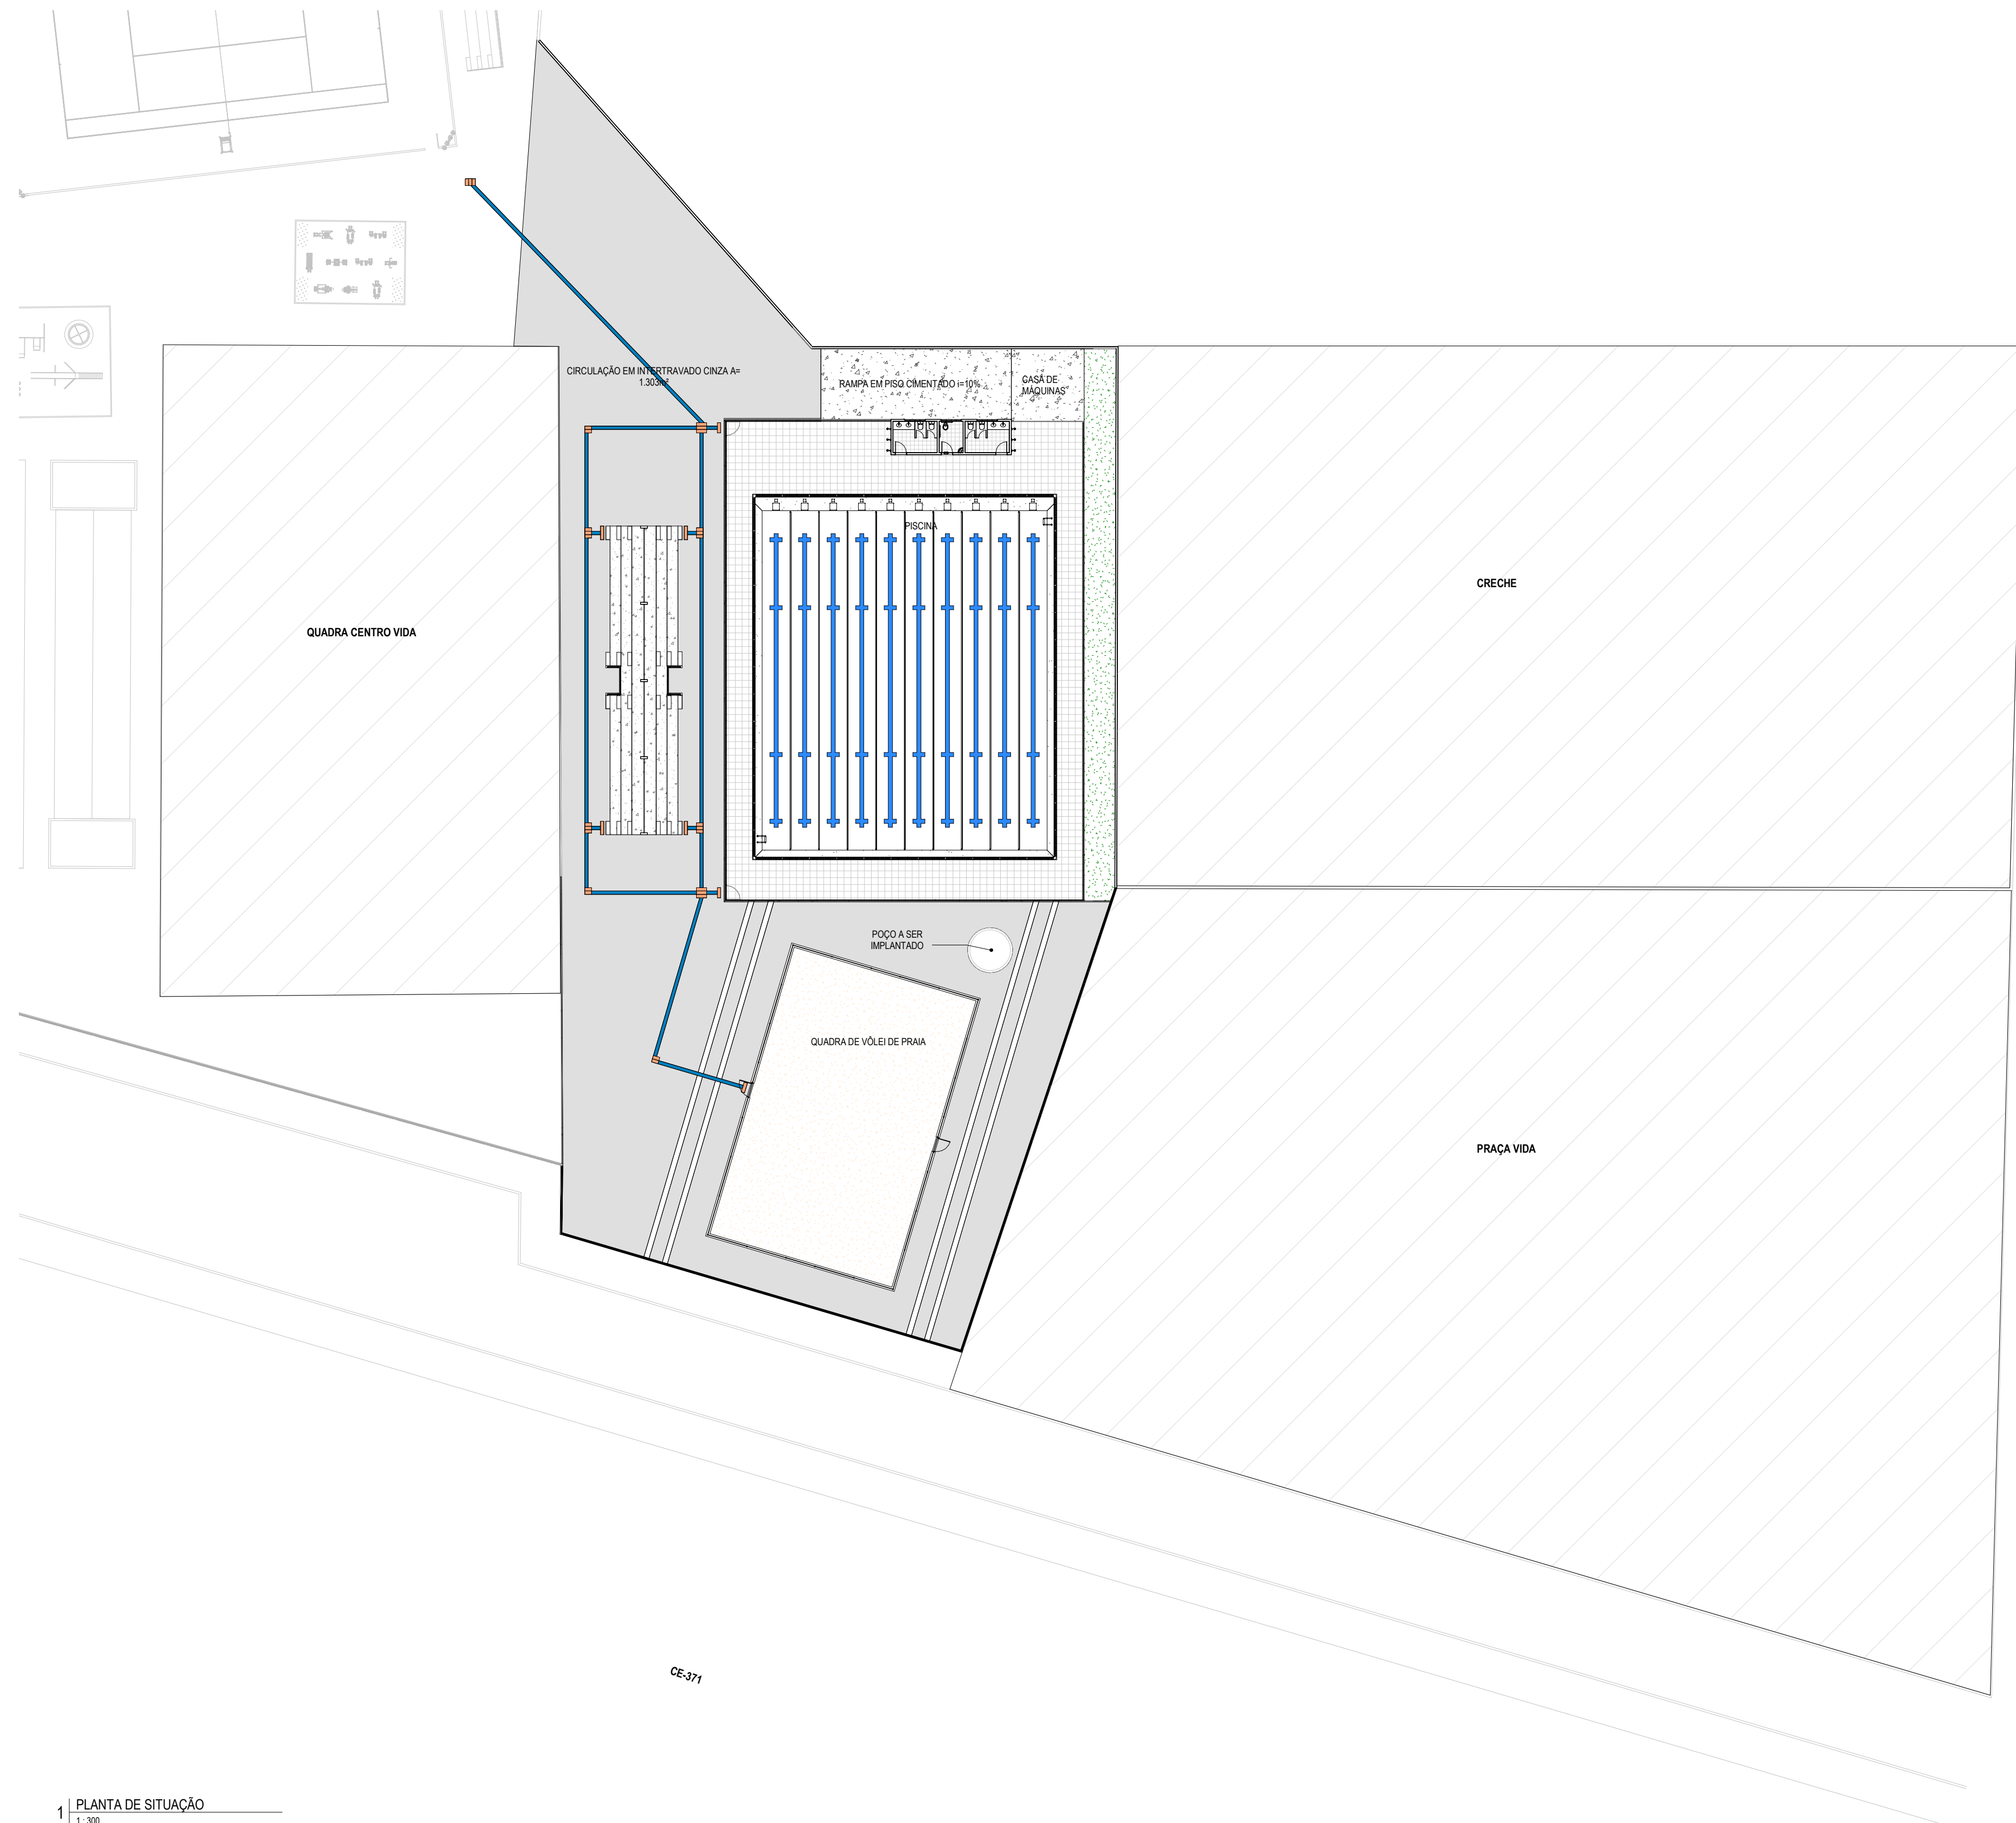 CIRCULAÇÃO EM INTERTRAVADO CINZA A=
1.303m²
RAMPA EM PISO CIMENTADO i=10%
CASA DE
MÁQUINAS
PISCINA
CRECHE
QUADRA CENTRO VIDA
POÇO A SER
IMPLANTADO
QUADRA DE VÔLEI DE PRAIA
PRAÇA VIDA
CE-371
1 PLANTA DE SITUAÇÃO
1 : 300